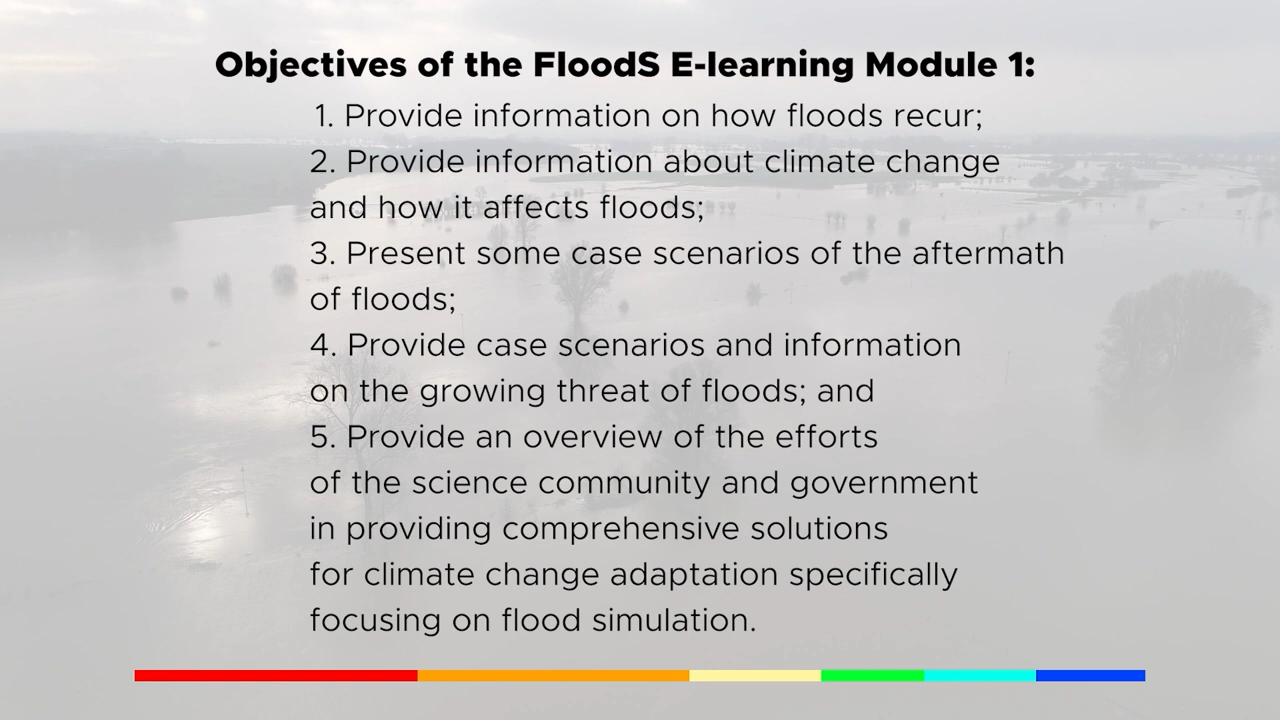 Objectives of the FloodS E-learning Module 1:
1. Provide information on how floods recur;
2. Provide information about climate change
and how it affects floods;
3. Present some case scenarios of the aftermath
of floods;
4. Provide case scenarios and information
on the growing threat of floods; and
5. Provide an overview of the efforts
of the science community and government
in providing comprehensive solutions
for climate change adaptation specifically
focusing on flood simulation.